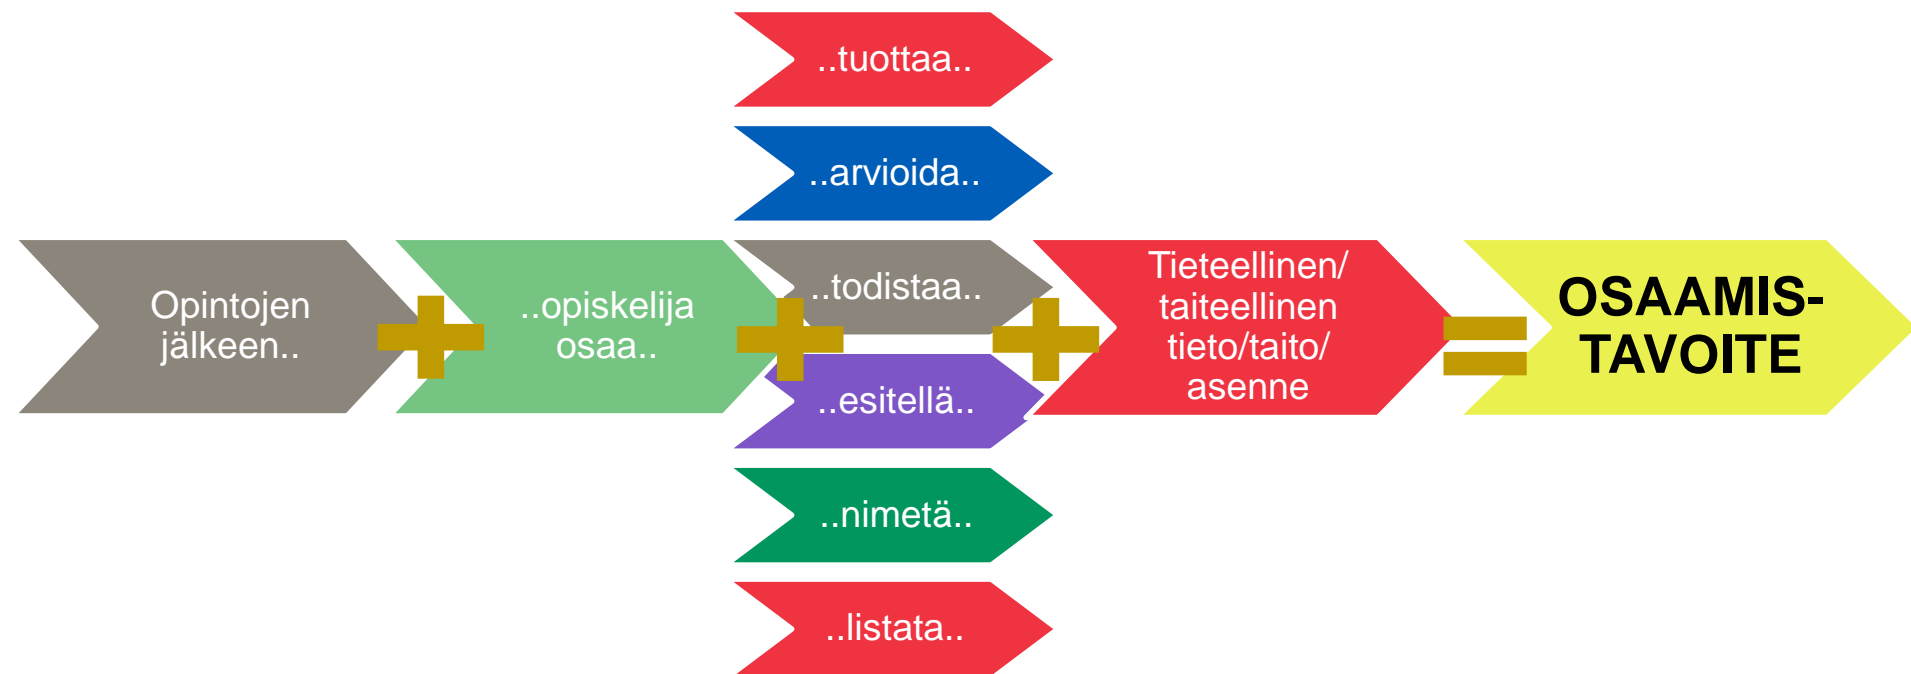 Opintojen
jälkeen..
..opiskelija
osaa..
..tuottaa..
..arvioida..
..todistaa..
..esitellä..
..nimetä..
..listata..
Tieteellinen/
taiteellinen
tieto/taito/
asenne
OSAAMIS-
TAVOITE